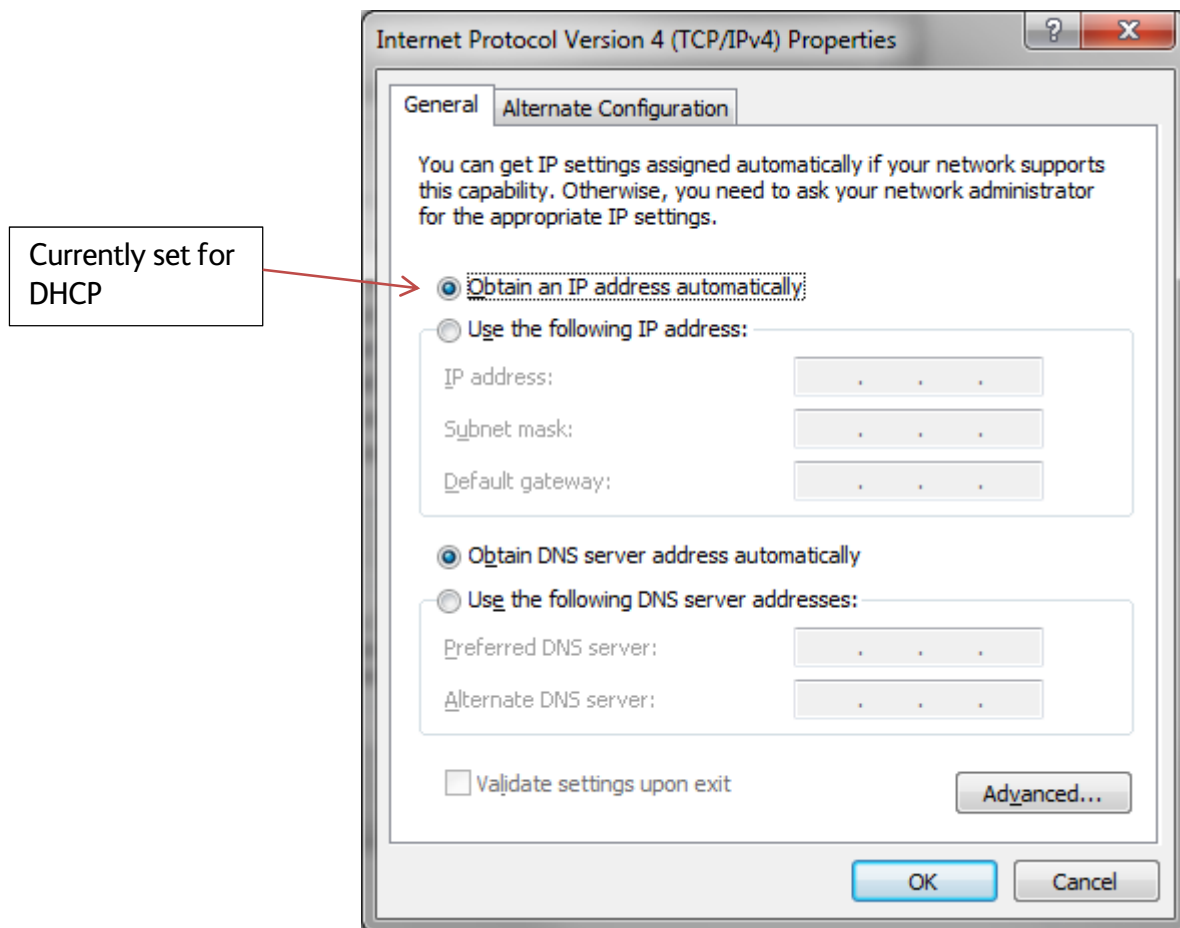 Internet Protocol Version 4 (TCP/IPv4) Properties
General
Alternate Configuration
You can get IP settings assigned automatically if your network supports
this capability. Otherwise, you need to ask your network administrator
for the appropriate IP settings.
Currently set for
DHCP
Obtain an IP address automatically
Use the following IP address:
IP address:
Subnet mask:
Default gateway:
Obtain DNS server address automatically
Use the following DNS server addresses:
Preferred DNS server:
Alternate DNS server:
Validate settings upon exit
Advanced...
OK
Cancel